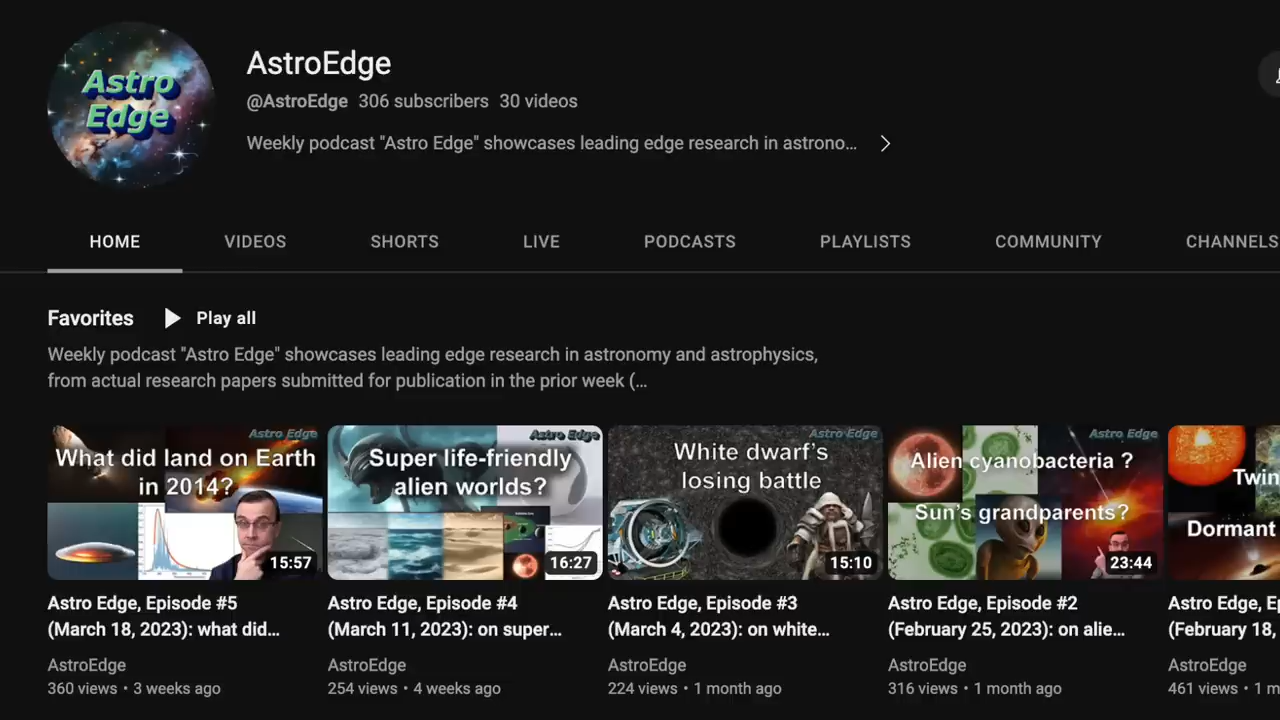 Astro
Edge
AstroEdge
@AstroEdge 306 subscribers 30 videos
Weekly podcast "Astro Edge" showcases leading edge research in astrono...
HOME VIDEOS SHORTS LIVE PODCASTS PLAYLISTS COMMUNITY CHANNELS
Favorites Play all
Weekly podcast "Astro Edge" showcases leading edge research in astronomy and astrophysics,
from actual research papers submitted for publication in the prior week (...
Astro Edge
What did land on Earth
in 2014?
15:57
Astro Edge
Super life-friendly
alien worlds?
16:27
Astro Edge
White dwarf's
losing battle
15:10
Astro Edge
Alien cyanobacteria ?
Sun's grandparents?
23:44
Twin
Dormant
Astro Edge, Episode #5
(March 18, 2023): what did...
AstroEdge
360 views • 3 weeks ago
Astro Edge, Episode #4
(March 11, 2023): on super...
AstroEdge
254 views • 4 weeks ago
Astro Edge, Episode #3
(March 4, 2023): on white...
AstroEdge
224 views • 1 month ago
Astro Edge, Episode #2
(February 25, 2023): on alie...
AstroEdge
316 views • 1 month ago
Astro Edge, Ep
(February 18,
AstroEdge
461 views • 1 m